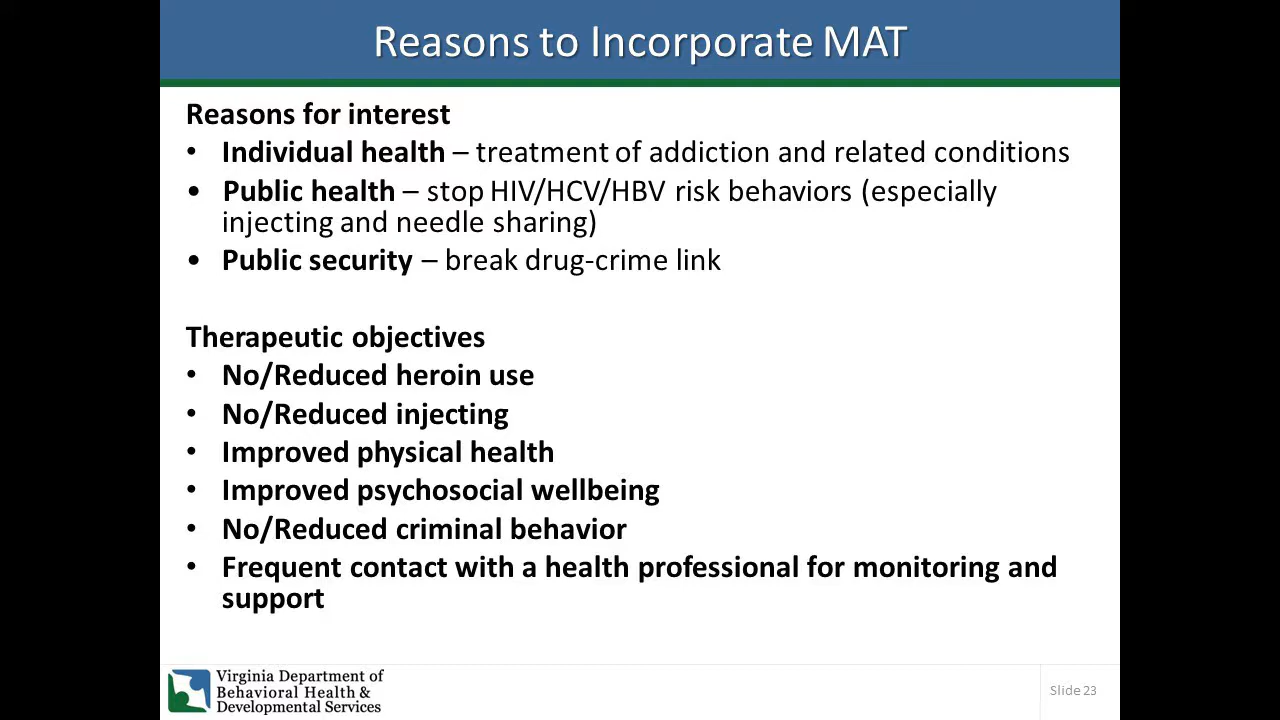 Reasons to Incorporate MAT
Reasons for interest
• Individual health – treatment of addiction and related conditions
• Public health – stop HIV/HCV/HBV risk behaviors (especially
injecting and needle sharing)
• Public security – break drug-crime link
Therapeutic objectives
• No/Reduced heroin use
• No/Reduced injecting
• Improved physical health
• Improved psychosocial wellbeing
• No/Reduced criminal behavior
• Frequent contact with a health professional for monitoring and
support
Virginia Department of
Behavioral Health &
Developmental Services
Slide 23